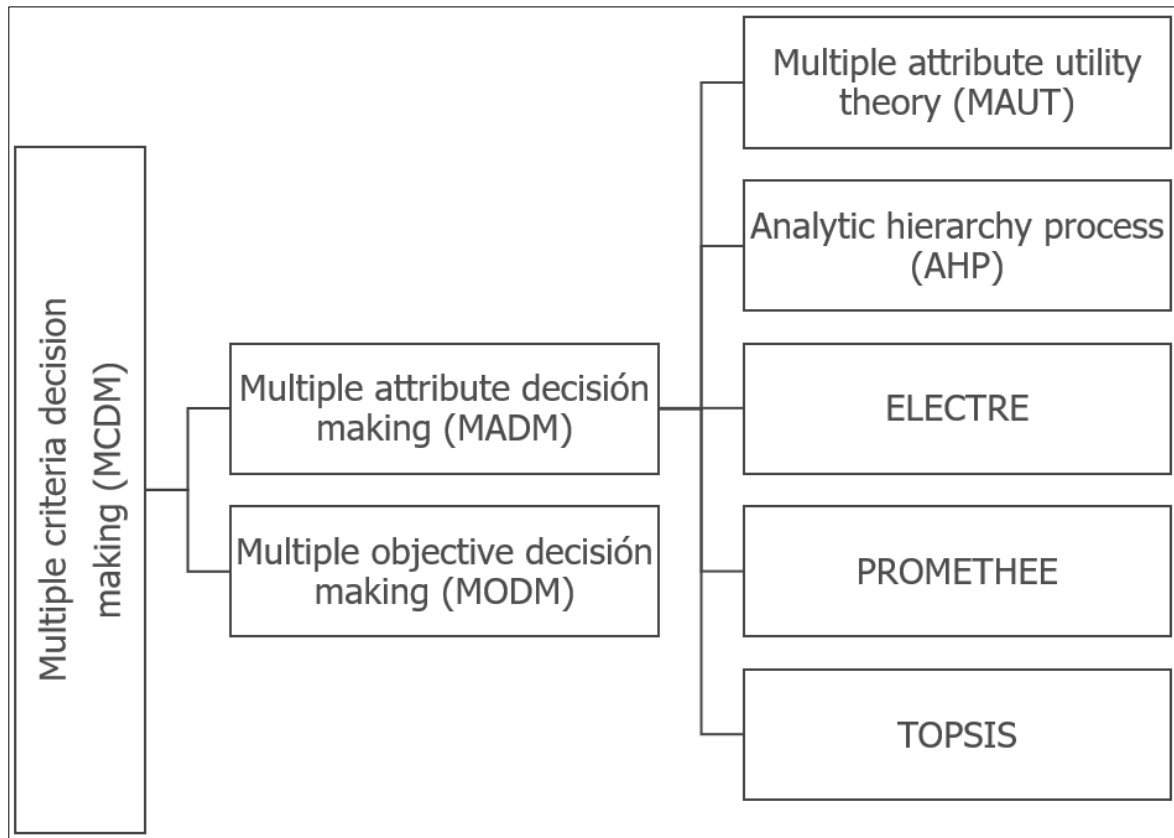 Multiple criteria decision
making (MCDM)
Multiple attribute decisión
making (MADM)
Multiple objective decisión
making (MODM)
Multiple attribute utility
theory (MAUT)
Analytic hierarchy process
(AHP)
ELECTRE
PROMETHEE
TOPSIS